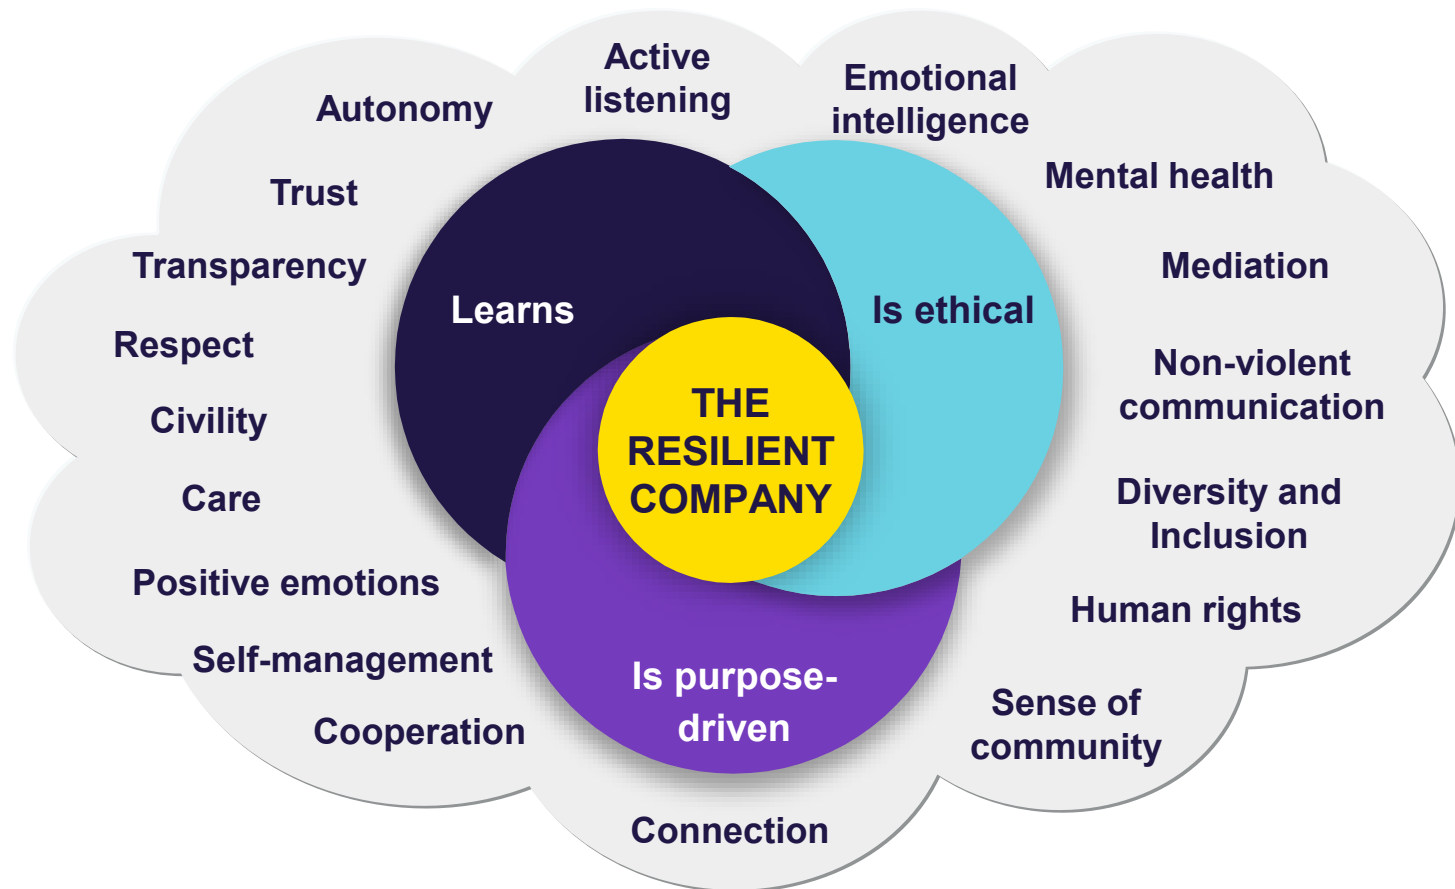 Active
listening
Emotional
intelligence
Autonomy
Mental health
Trust
Transparency
Mediation
Learns
Is ethical
Respect
Non-violent
communication
Civility
THE
RESILIENT
COMPANY
Care
Diversity and
Inclusion
Positive emotions
Human rights
Self-management
Is purpose-
driven
Sense of
community
Cooperation
Connection